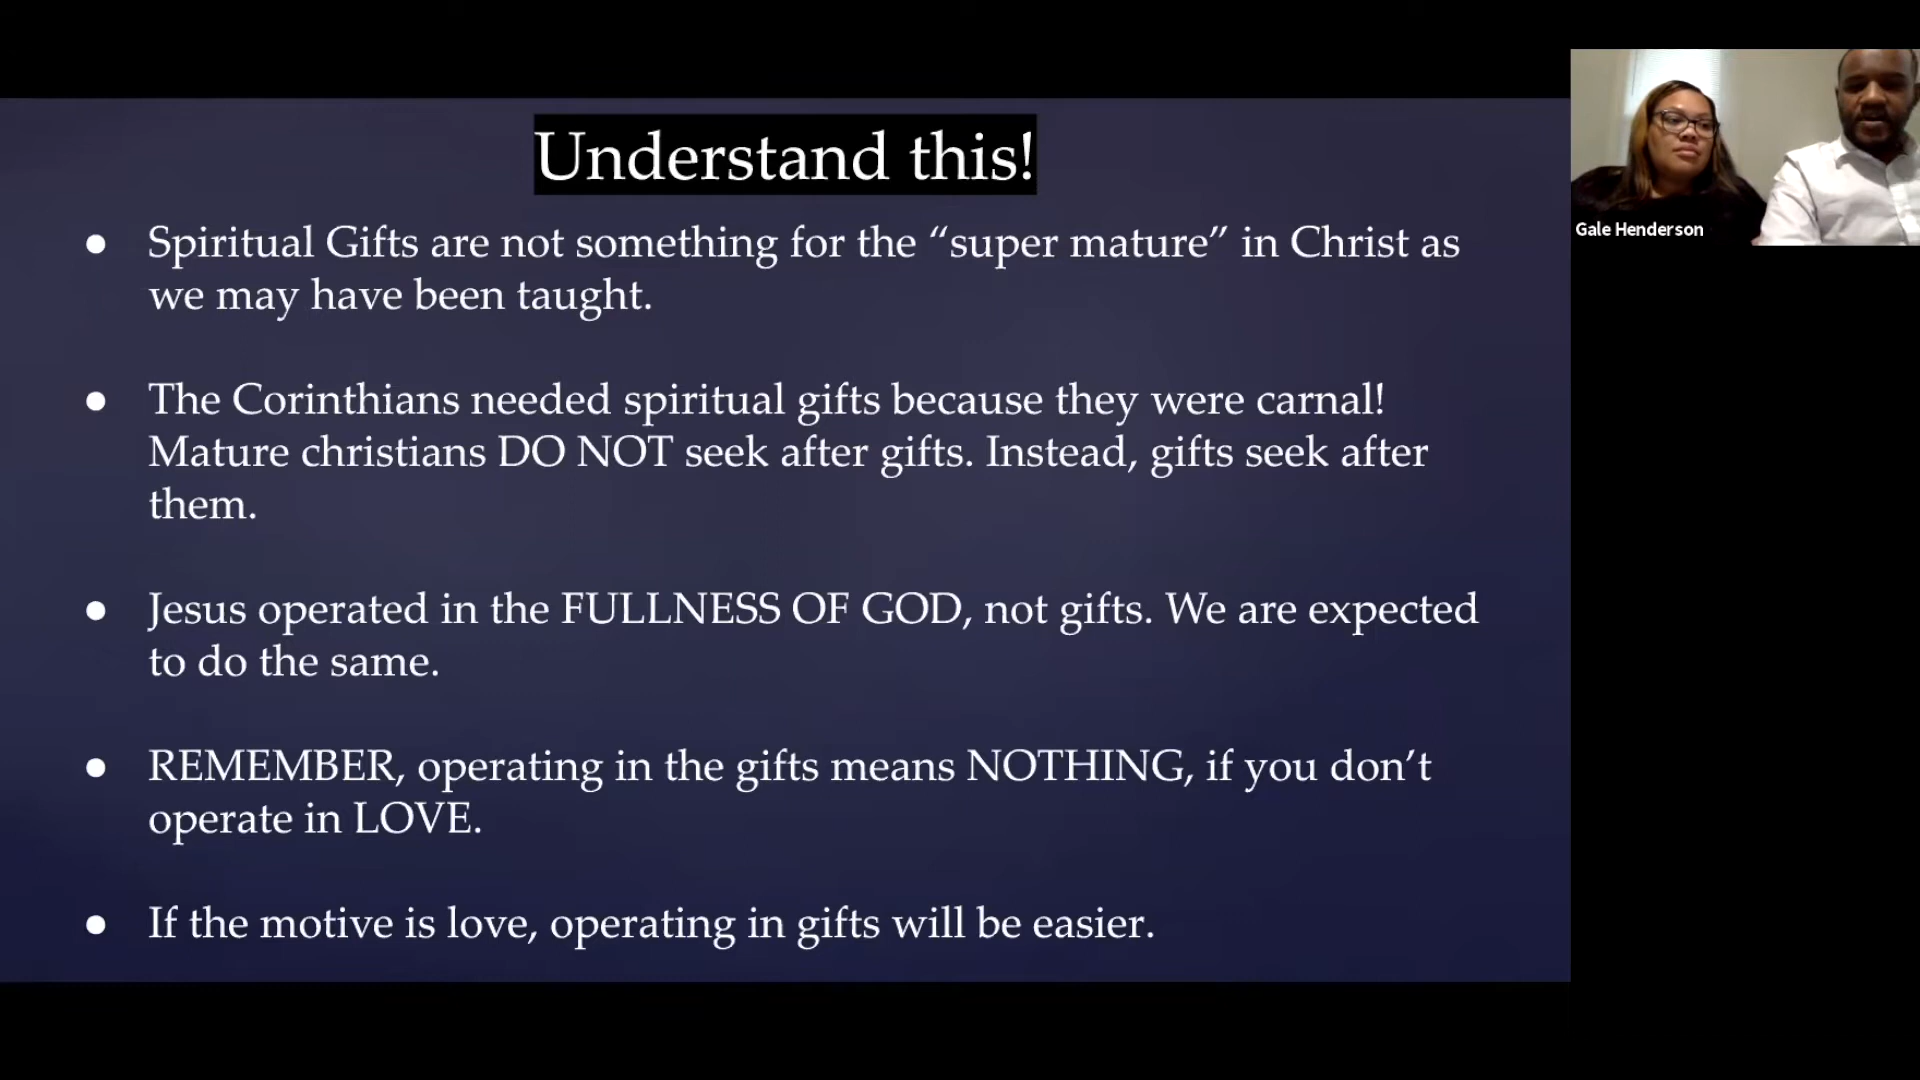 Understand this!
● Spiritual Gifts are not something for the “super mature” in Christ as
we may have been taught.
● The Corinthians needed spiritual gifts because they were carnal!
Mature christians DO NOT seek after gifts. Instead, gifts seek after
them.
● Jesus operated in the FULLNESS OF GOD, not gifts. We are expected
to do the same.
● REMEMBER, operating in the gifts means NOTHING, if you don’t
operate in LOVE.
● If the motive is love, operating in gifts will be easier.
Gale Henderson